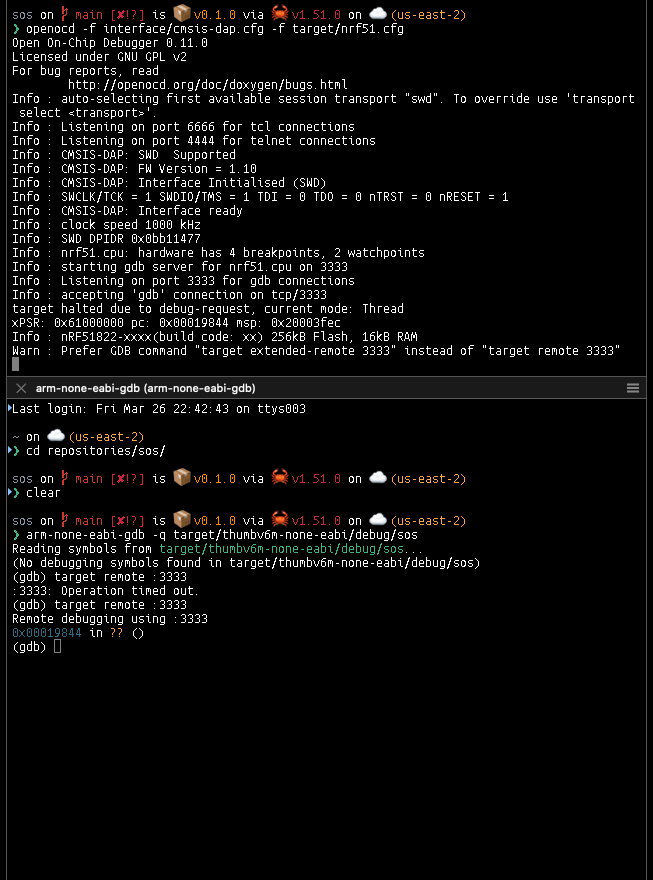 sos on main [✘!?] is 📦 v0.1.0 via 🦀 v1.51.0 on ☁️ (us-east-2)
❯ openocd -f interface/cmsis-dap.cfg -f target/nrf51.cfg
Open On-Chip Debugger 0.11.0
Licensed under GNU GPL v2
For bug reports, read
http://openocd.org/doc/doxygen/bugs.html
Info : auto-selecting first available session transport "swd". To override use 'transport
select <transport>'.
Info : Listening on port 6666 for tcl connections
Info : Listening on port 4444 for telnet connections
Info : CMSIS-DAP: SWD  Supported
Info : CMSIS-DAP: FW Version = 1.10
Info : CMSIS-DAP: Interface Initialised (SWD)
Info : SWCLK/TCK = 1 SWDIO/TMS = 1 TDI = 0 TDO = 0 nTRST = 0 nRESET = 1
Info : CMSIS-DAP: Interface ready
Info : clock speed 1000 kHz
Info : SWD DPIDR 0x0bb11477
Info : nrf51.cpu: hardware has 4 breakpoints, 2 watchpoints
Info : starting gdb server for nrf51.cpu on 3333
Info : Listening on port 3333 for gdb connections
Info : accepting 'gdb' connection on tcp/3333
target halted due to debug-request, current mode: Thread
xPSR: 0x61000000 pc: 0x00019844 msp: 0x20003fec
Info : nRF51822-xxxx(build code: xx) 256kB Flash, 16kB RAM
Warn : Prefer GDB command "target extended-remote 3333" instead of "target remote 3333"
arm-none-eabi-gdb (arm-none-eabi-gdb)
Last login: Fri Mar 26 22:42:43 on ttys003
~ on ☁️ (us-east-2)
❯ cd repositories/sos/
sos on main [✘!?] is 📦 v0.1.0 via 🦀 v1.51.0 on ☁️ (us-east-2)
❯ clear
sos on main [✘!?] is 📦 v0.1.0 via 🦀 v1.51.0 on ☁️ (us-east-2)
❯ arm-none-eabi-gdb -q target/thumbv6m-none-eabi/debug/sos
Reading symbols from target/thumbv6m-none-eabi/debug/sos...
(No debugging symbols found in target/thumbv6m-none-eabi/debug/sos)
(gdb) target remote :3333
:3333: Operation timed out.
(gdb) target remote :3333
Remote debugging using :3333
0x00019844 in ?? ()
(gdb)